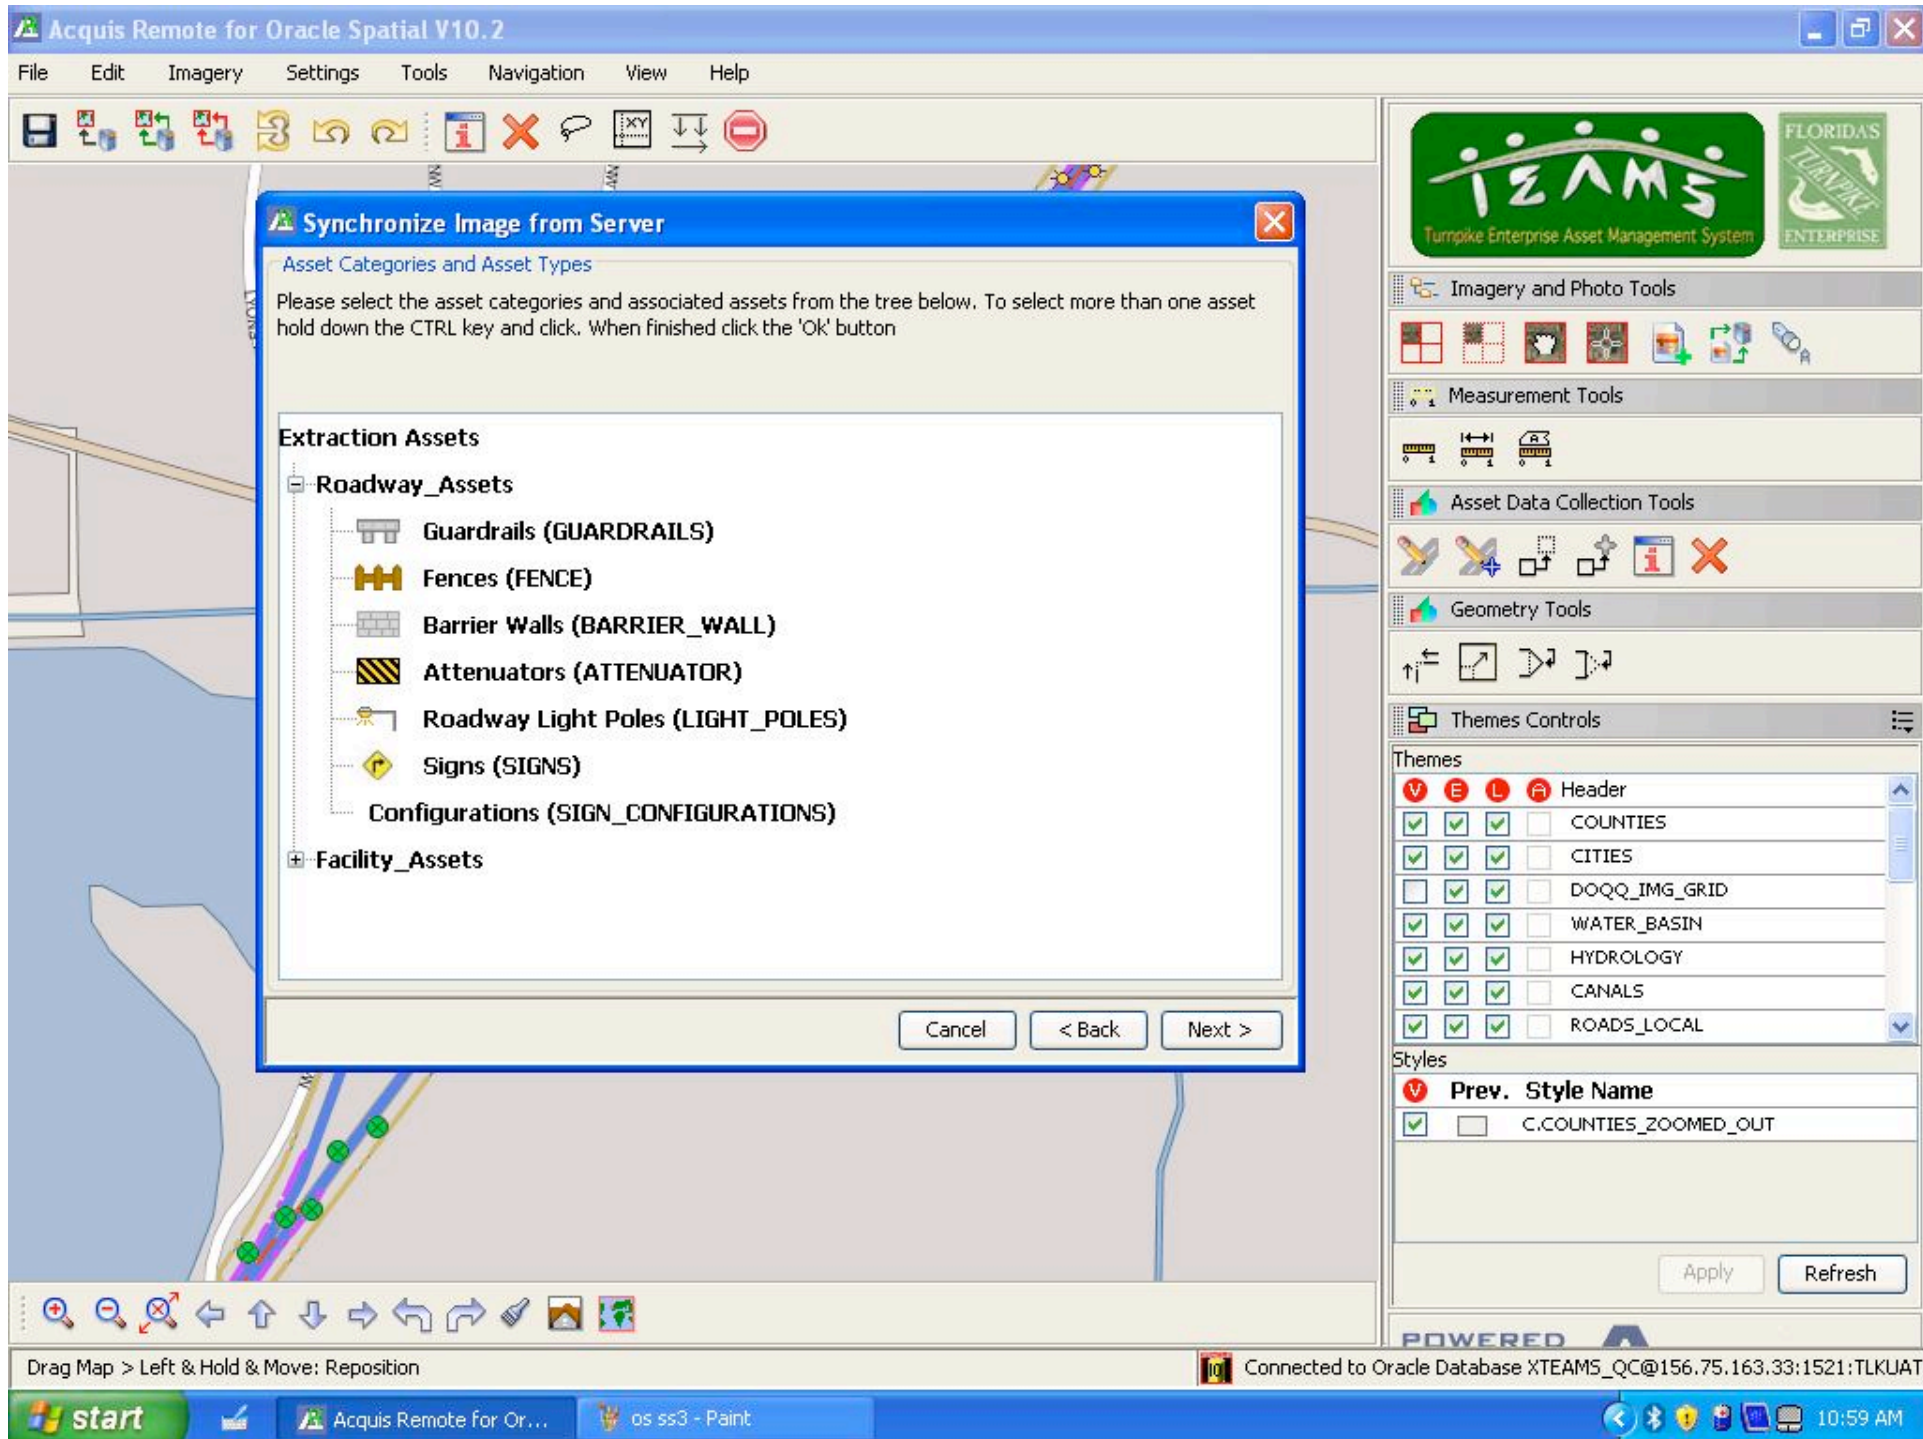 Acquis Remote for Oracle Spatial V10.2
File Edit Imagery Settings Tools Navigation View Help
XY
TEAMS
Turnpike Enterprise Asset Management System
FLORIDA'S
TURNPIKE
ENTERPRISE
Synchronize Image from Server
Asset Categories and Asset Types
Please select the asset categories and associated assets from the tree below. To select more than one asset
hold down the CTRL key and click. When finished click the 'Ok' button
Extraction Assets
Roadway_Assets
Guardrails (GUARDRAILS)
Fences (FENCE)
Barrier Walls (BARRIER_WALL)
Attenuators (ATTENUATOR)
Roadway Light Poles (LIGHT_POLES)
Signs (SIGNS)
Configurations (SIGN_CONFIGURATIONS)
Facility_Assets
Cancel < Back Next >
Imagery and Photo Tools
Measurement Tools
Asset Data Collection Tools
Geometry Tools
Themes Controls
Themes
V E L A Header
COUNTIES
CITIES
DOQQ_IMG_GRID
WATER_BASIN
HYDROLOGY
CANALS
ROADS_LOCAL
Styles
V Prev. Style Name
C.COUNTIES_ZOOMED_OUT
Apply Refresh
POWERED
Drag Map > Left & Hold & Move: Reposition
Connected to Oracle Database XTEAMS_QC@156.75.163.33:1521:TLKUAT
start
Acquis Remote for Or...
os ss3 - Paint
10:59 AM